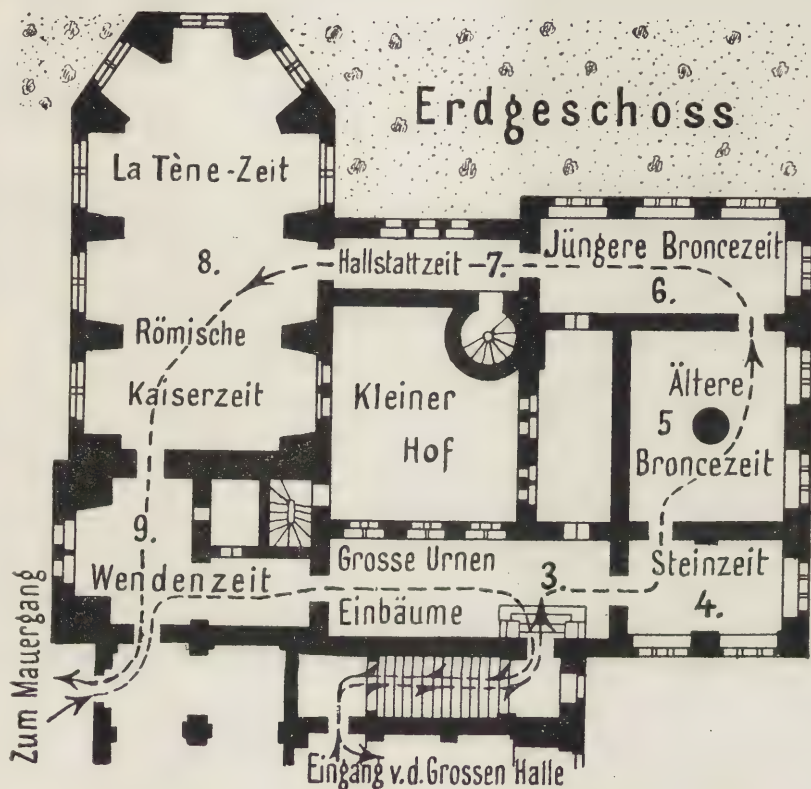 Erdgeschoss
La Tène-Zeit
8.
Hallstattzeit -7.
Jüngere Broncezeit
6.
Römische
Kaiserzeit
Kleiner
Hof
Ältere
5
Broncezeit
9.
Wendenzeit
Grosse Urnen
3.
Einbäume
Steinzeit
4.
Zum Mauergang
Eingang v. d. Grossen Halle